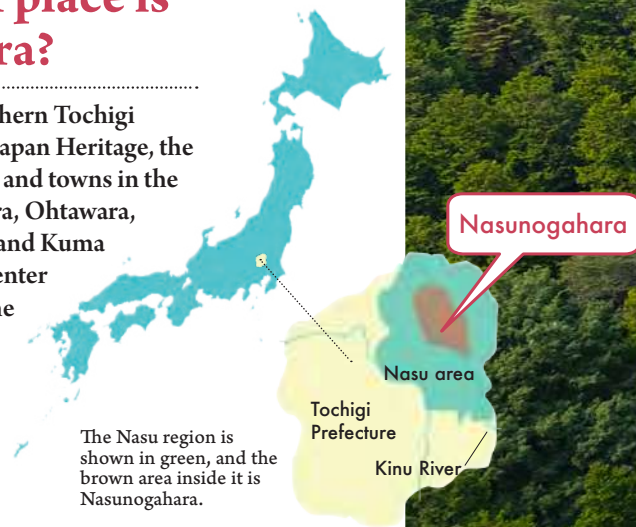 place is
ra?
hern Tochigi
apan Heritage, the
and towns in the
ra, Ohtawara,
and Kuma
enter
ne
Nasunogahara
Nasu area
Tochigi
Prefecture
Kinu River
The Nasu region is
shown in green, and the
brown area inside it is
Nasunogahara.